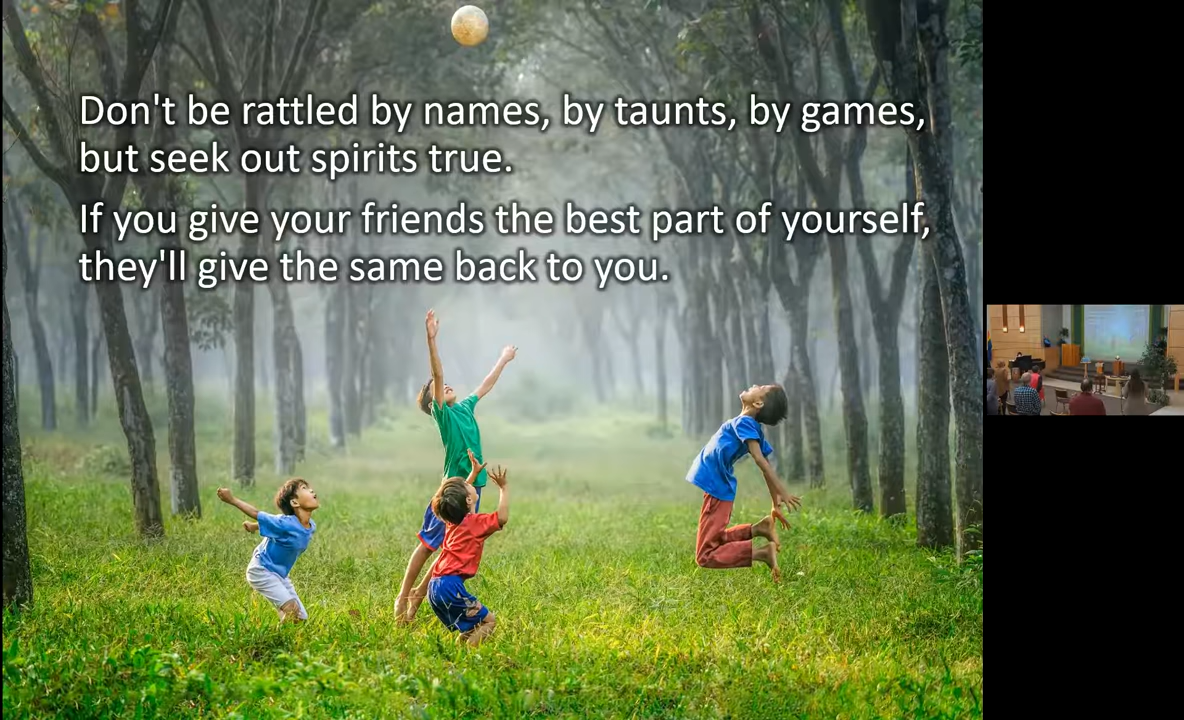 Don't be rattled by names, by taunts, by games,
but seek out spirits true.
If you give your friends the best part of yourself,
they'll give the same back to you.